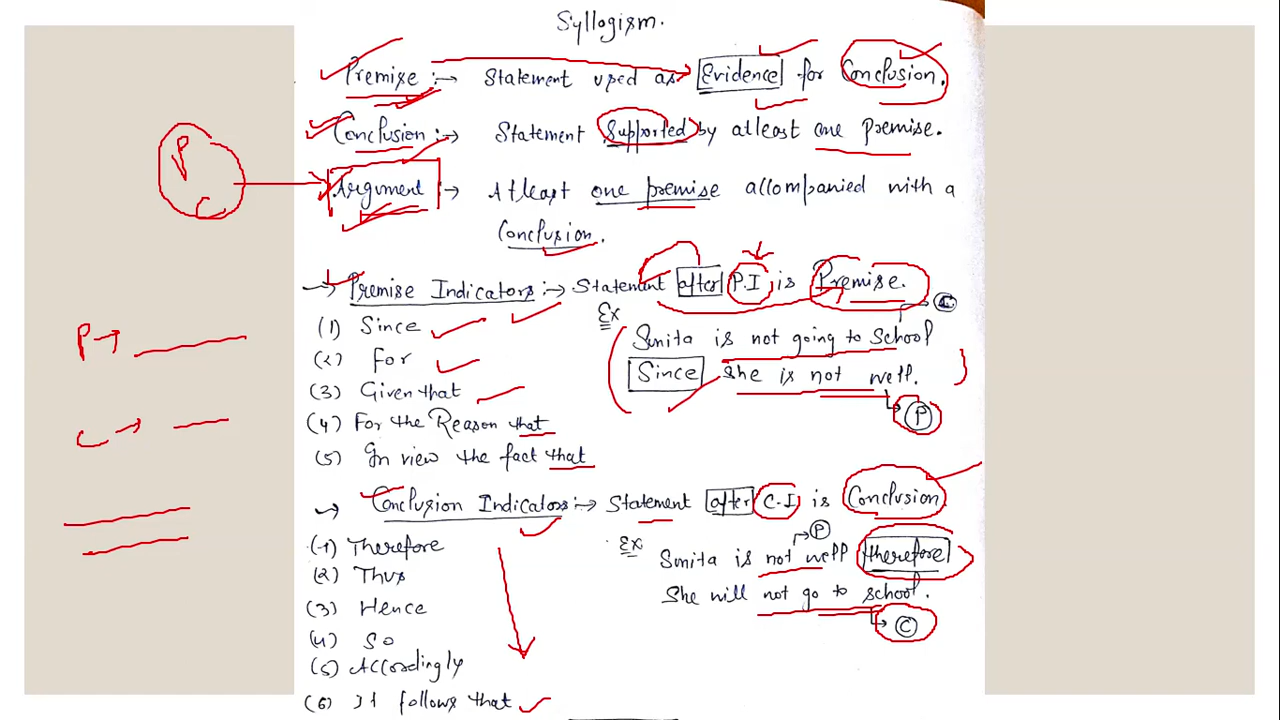 Syllogism.
Premise :→ Statement used as Evidence for Conclusion.
Conclusion :→ Statement Supported by atleast one premise.
P
C
Argument → Atleast one premise accompanied with a
Conclusion.
→ Premise Indicators :→ Statement after P.I is Premise.
(1) Since
(2) For
(3) Given that
(4) For the Reason that
(5) In view the fact that
Ex
Sunita is not going to school
C
Since she is not well.
P
P →
C →
→ Conclusion Indicators :→ Statement after C.I is Conclusion
(1) Therefore
(2) Thus
(3) Hence
(4) So
(5) Accordingly
(6) It follows that
Ex
P
Sunita is not well therefore
She will not go to school.
C